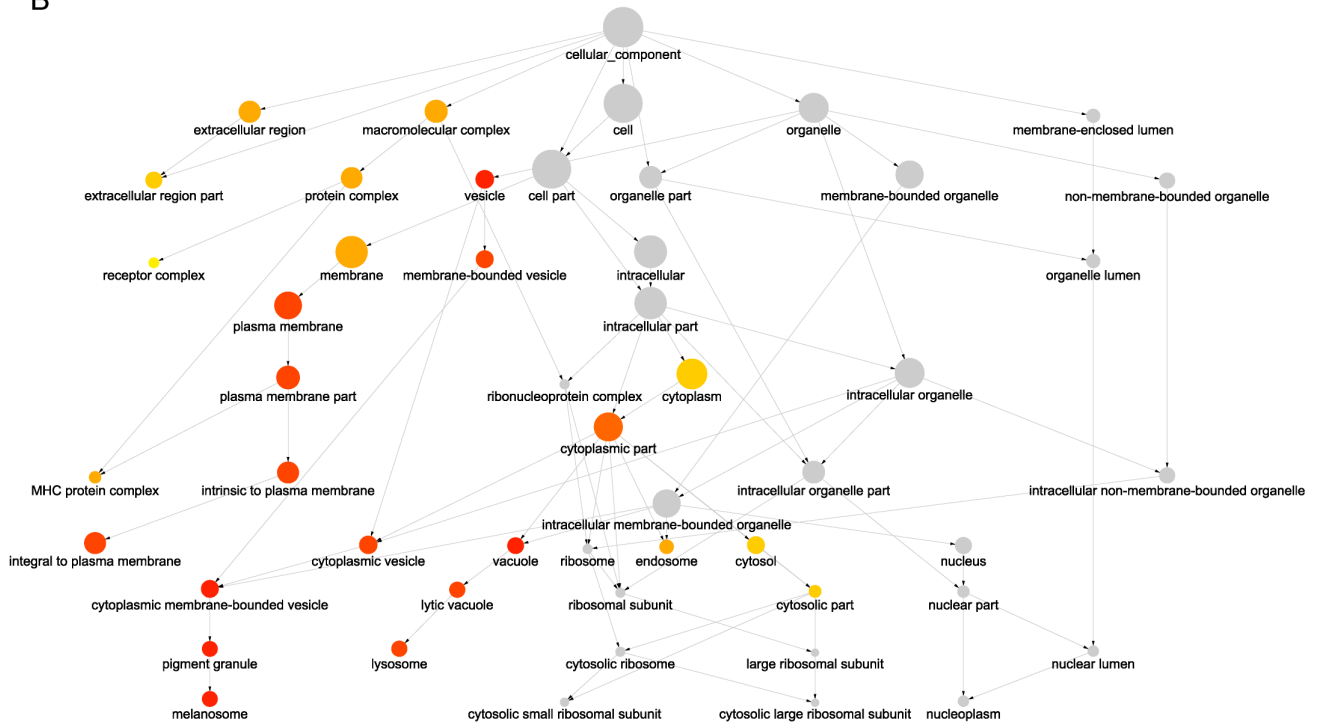 B
cellular_component
extracellular region
macromolecular complex
cell
organelle
membrane-enclosed lumen
extracellular region part
protein complex
vesicle
cell part
organelle part
membrane-bounded organelle
non-membrane-bounded organelle
receptor complex
membrane
membrane-bounded vesicle
intracellular
organelle lumen
plasma membrane
intracellular part
plasma membrane part
ribonucleoprotein complex
cytoplasm
intracellular organelle
cytoplasmic part
MHC protein complex
intrinsic to plasma membrane
intracellular organelle part
intracellular non-membrane-bounded organelle
intracellular membrane-bounded organelle
integral to plasma membrane
cytoplasmic vesicle
vacuole
ribosome
endosome
cytosol
nucleus
cytoplasmic membrane-bounded vesicle
lytic vacuole
ribosomal subunit
cytosolic part
nuclear part
pigment granule
lysosome
cytosolic ribosome
large ribosomal subunit
nuclear lumen
melanosome
cytosolic small ribosomal subunit
cytosolic large ribosomal subunit
nucleoplasm